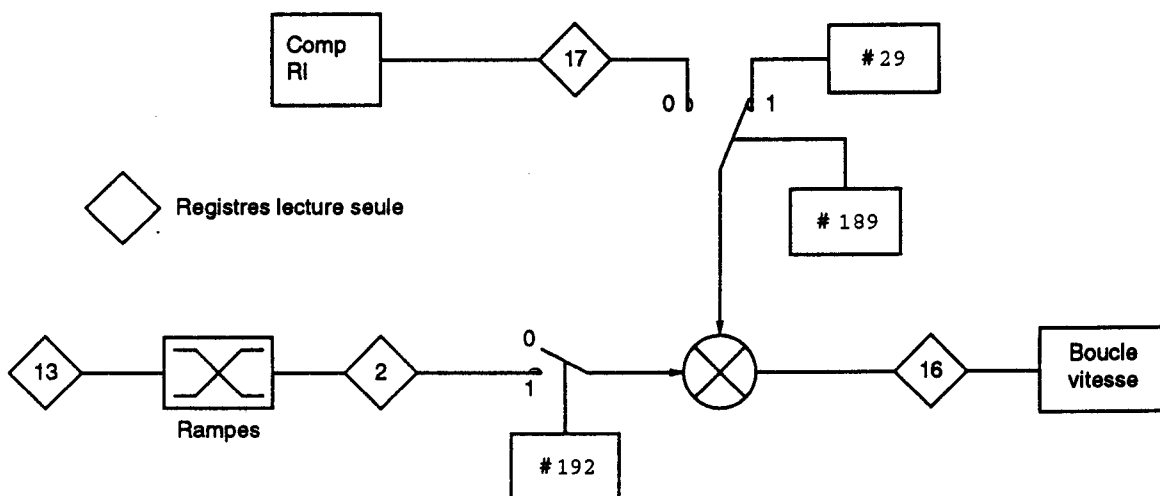 Comp
RI
17
# 29
0
1
Registres lecture seule
# 189
0
13
2
1
16
Boucle
vitesse
Rampes
# 192